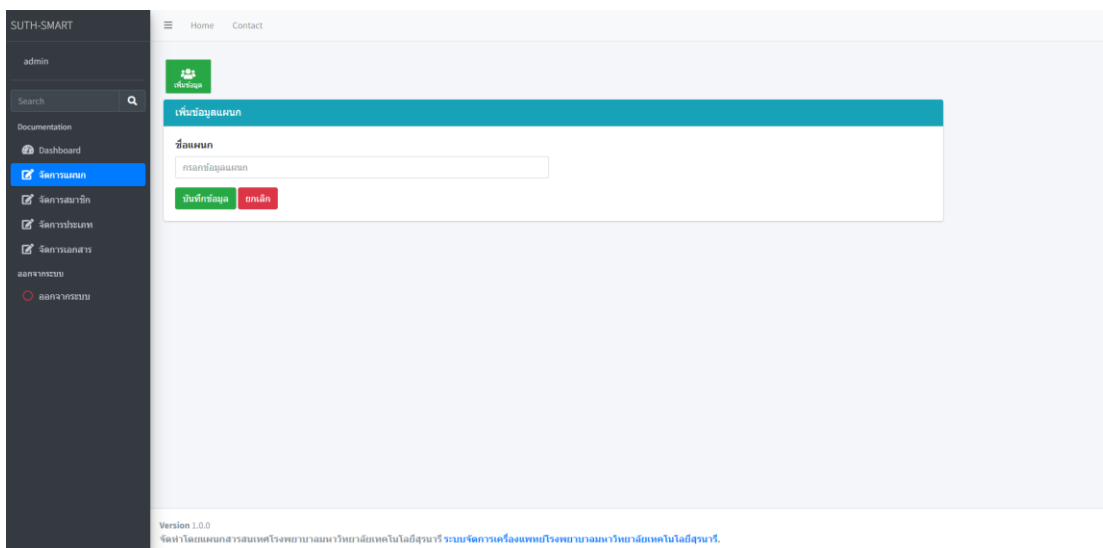 SUTH-SMART
Home Contact
admin
เพิ่มข้อมูล
Search
เพิ่มข้อมูลแผนก
Documentation
ชื่อแผนก
Dashboard
กรอกข้อมูลแผนก
จัดการแผนก
บันทึกข้อมูล ยกเลิก
จัดการสมาชิก
จัดการประเภท
จัดการเอกสาร
ออกจากระบบ
ออกจากระบบ
Version 1.0.0
จัดทำโดยแผนกสารสนเทศโรงพยาบาลมหาวิทยาลัยเทคโนโลยีสุรนารี ระบบจัดการเครื่องแพทย์โรงพยาบาลมหาวิทยาลัยเทคโนโลยีสุรนารี.